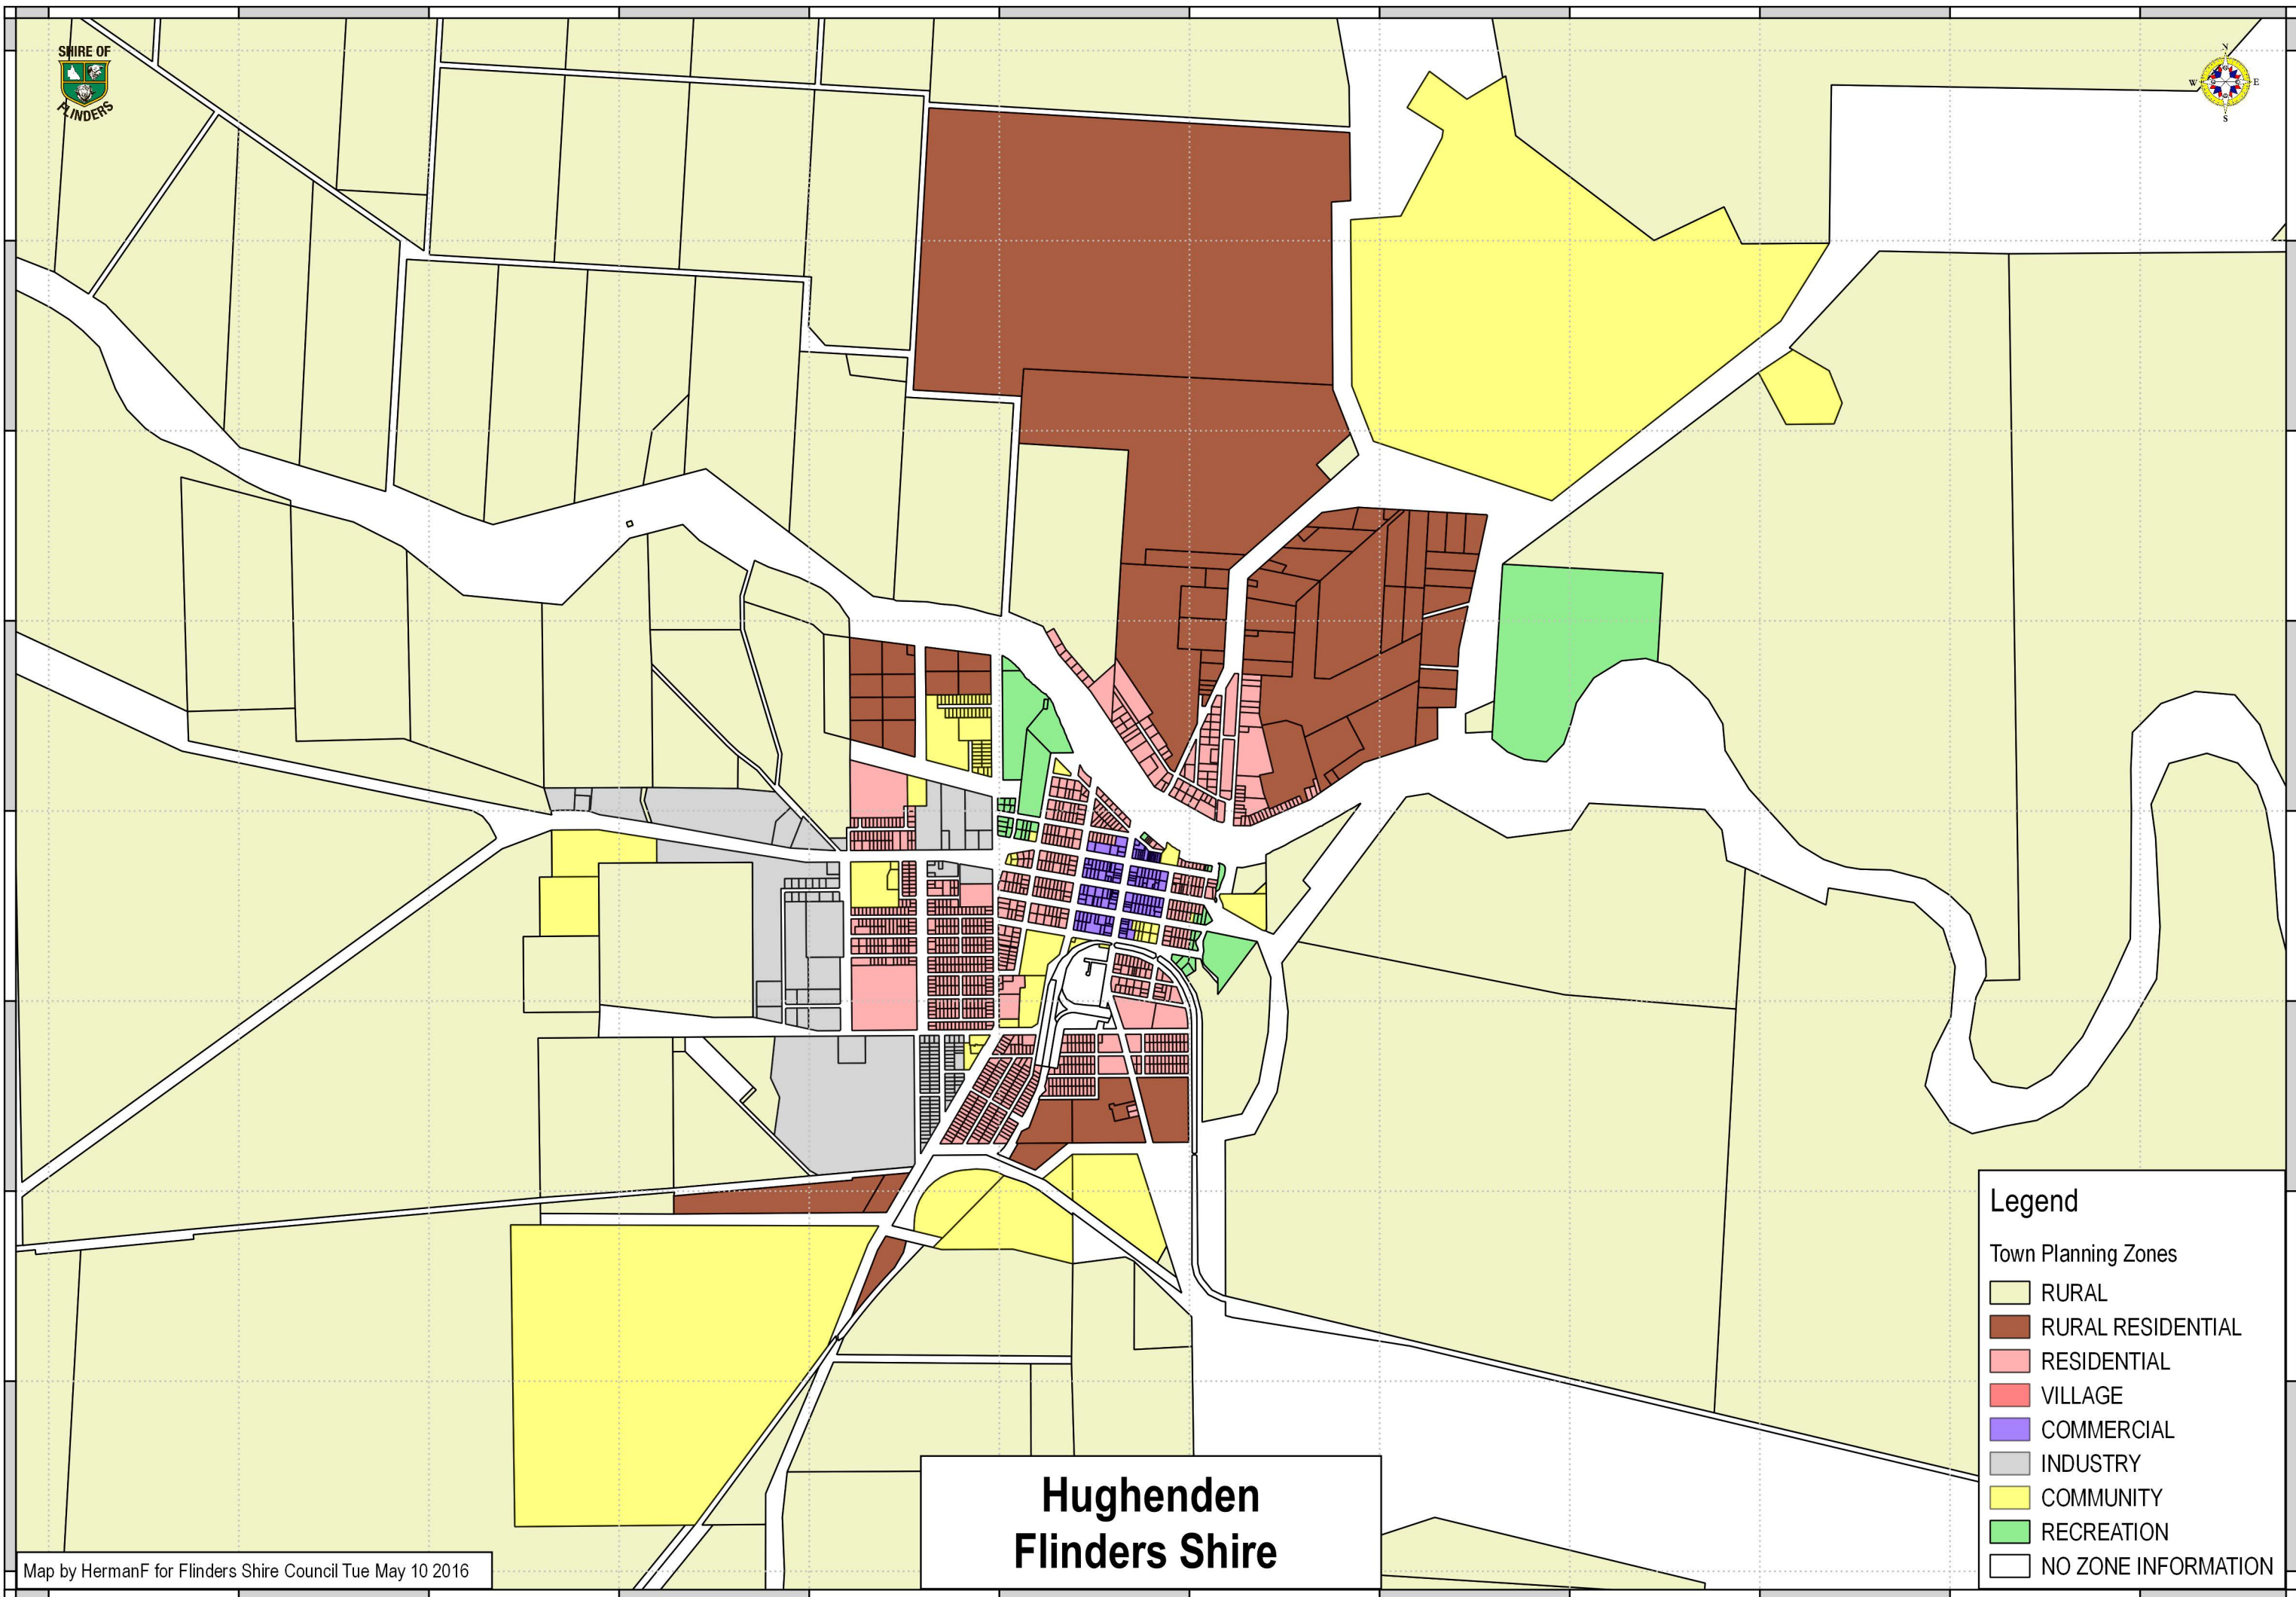 SHIRE OF
FLINDERS
N
W E
S
Legend
Town Planning Zones
RURAL
RURAL RESIDENTIAL
RESIDENTIAL
VILLAGE
COMMERCIAL
INDUSTRY
COMMUNITY
RECREATION
NO ZONE INFORMATION
Hughenden
Flinders Shire
Map by HermanF for Flinders Shire Council Tue May 10 2016